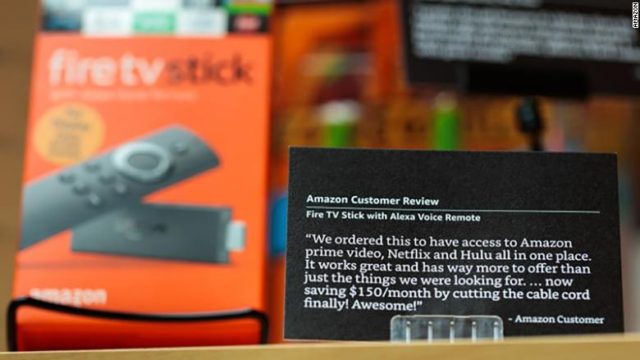 AMAZON
fire tv stick
amazon
Amazon Customer Review
Fire TV Stick with Alexa Voice Remote
“We ordered this to have access to Amazon
prime video, Netflix and Hulu all in one place.
It works great and has way more to offer than
just the things we were looking for. ... now
saving $150/month by cutting the cable cord
finally! Awesome!”
- Amazon Customer